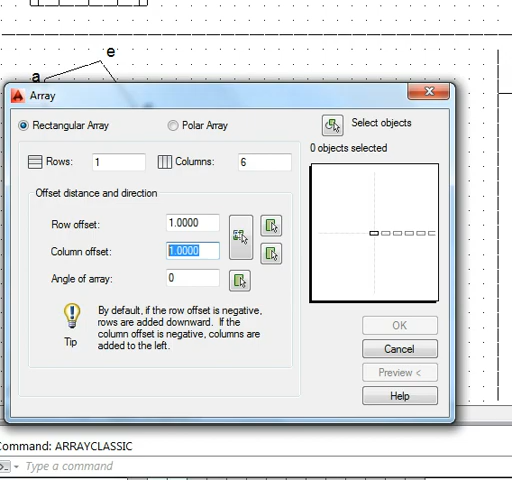 e
a
Array
Rectangular Array
Polar Array
Select objects
0 objects selected
Rows: 1
Columns: 6
Offset distance and direction
Row offset: 1.0000
Column offset: 1.0000
Angle of array: 0
By default, if the row offset is negative,
rows are added downward. If the
column offset is negative, columns are
added to the left.
Tip
OK
Cancel
Preview <
Help
Command: ARRAYCLASSIC
Type a command